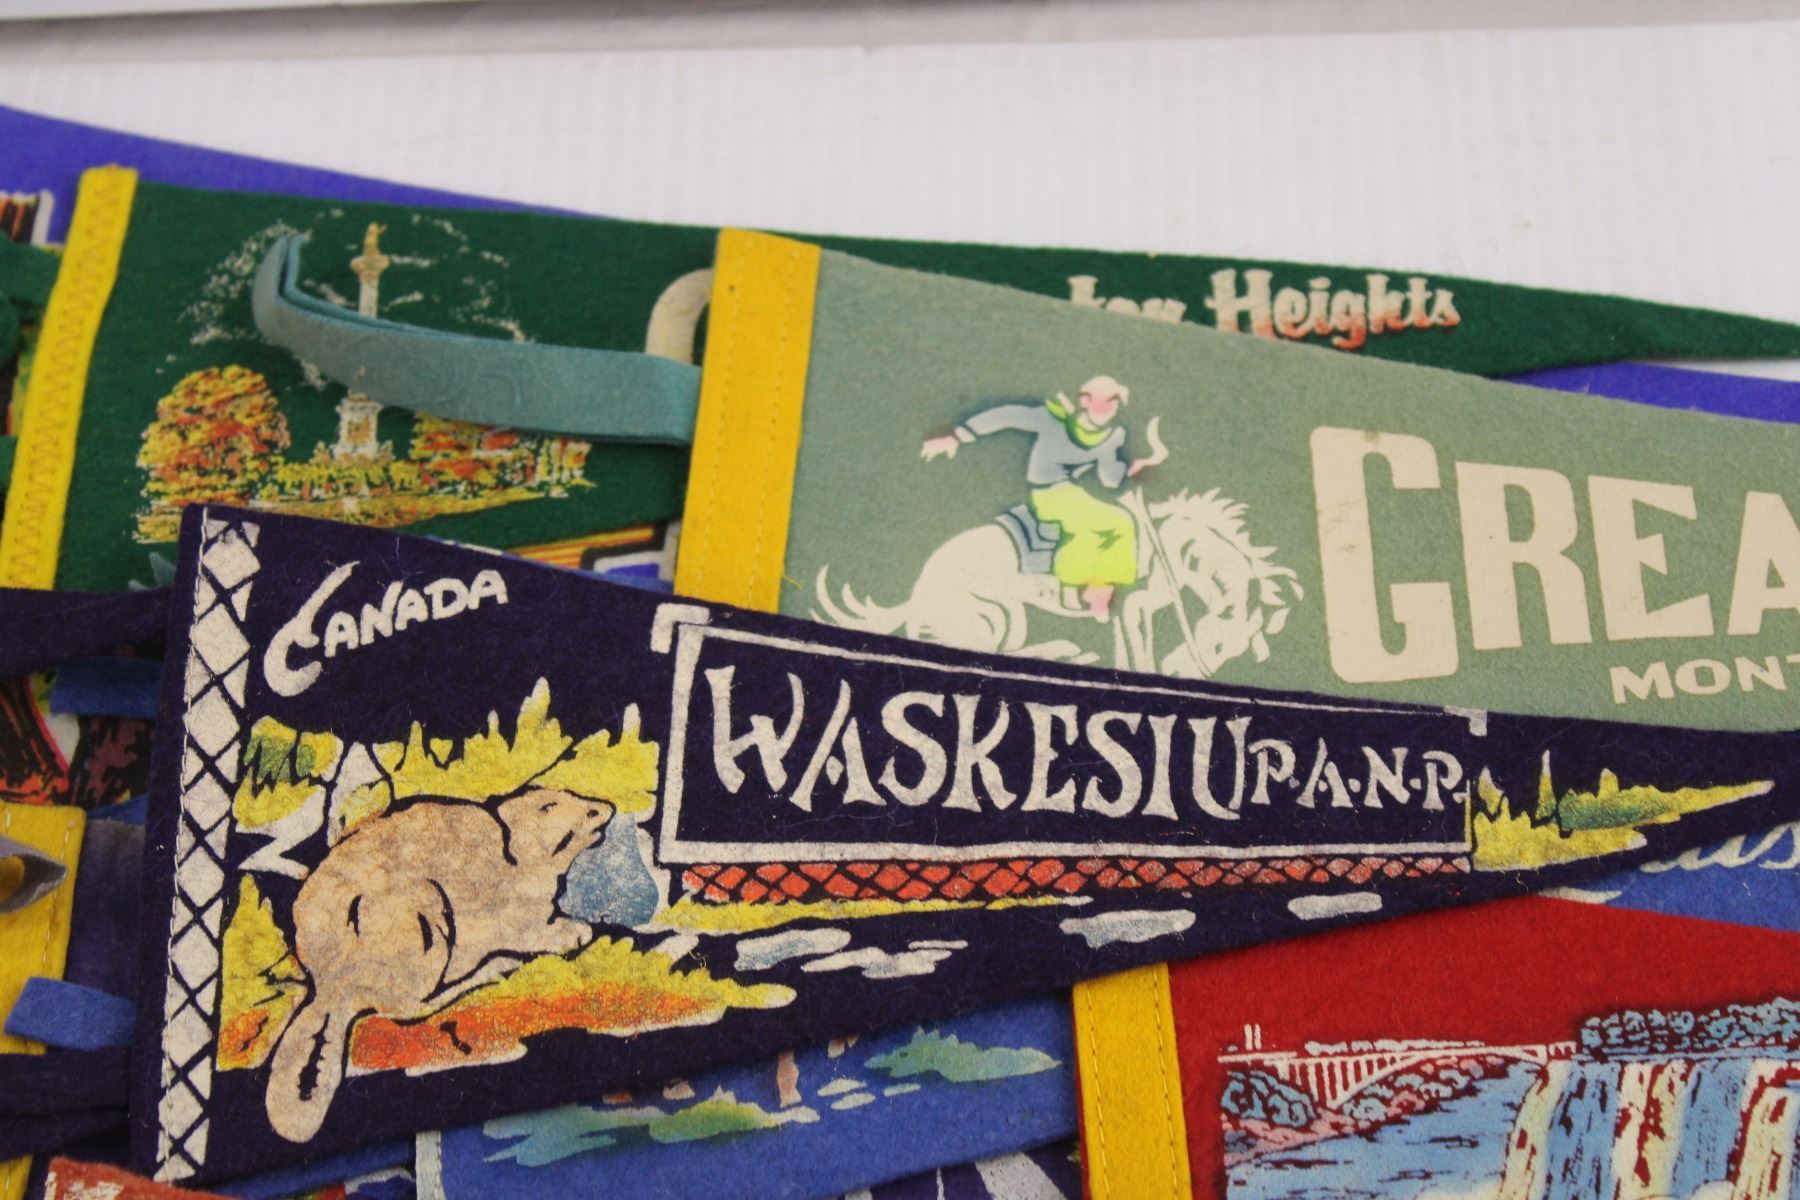 Heights
GREA
MONT
CANADA
WASKESIU P.A.N.P.